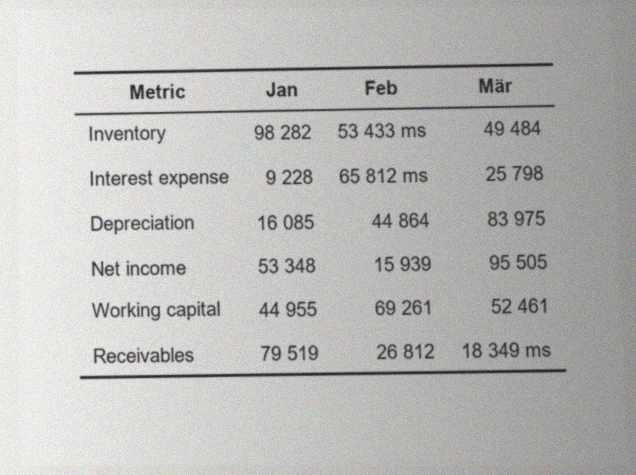 Metric Jan Feb Mär
Inventory 98 282 53 433 ms 49 484
Interest expense 9 228 65 812 ms 25 798
Depreciation 16 085 44 864 83 975
Net income 53 348 15 939 95 505
Working capital 44 955 69 261 52 461
Receivables 79 519 26 812 18 349 ms